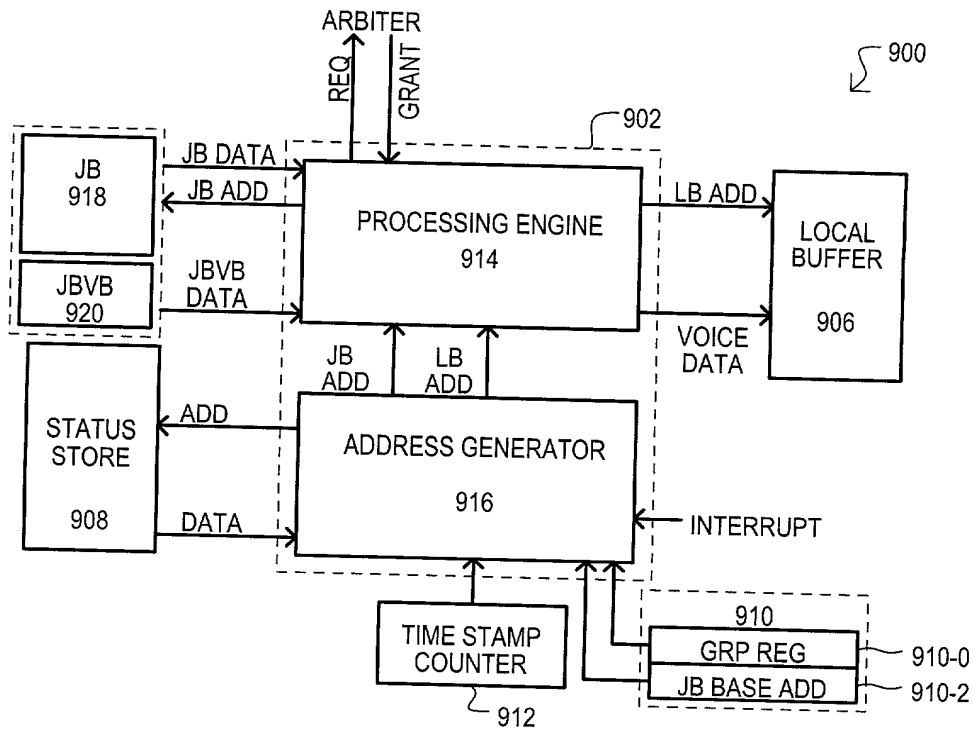 ARBITER
REQ
GRANT
900
902
JB
918
JB DATA
JB ADD
PROCESSING ENGINE
914
LB ADD
LOCAL
BUFFER
906
JBVB
920
JBVB
DATA
VOICE
DATA
JB
ADD
LB
ADD
STATUS
STORE
908
ADD
DATA
ADDRESS GENERATOR
916
INTERRUPT
TIME STAMP
COUNTER
912
910
GRP REG
910-0
JB BASE ADD
910-2